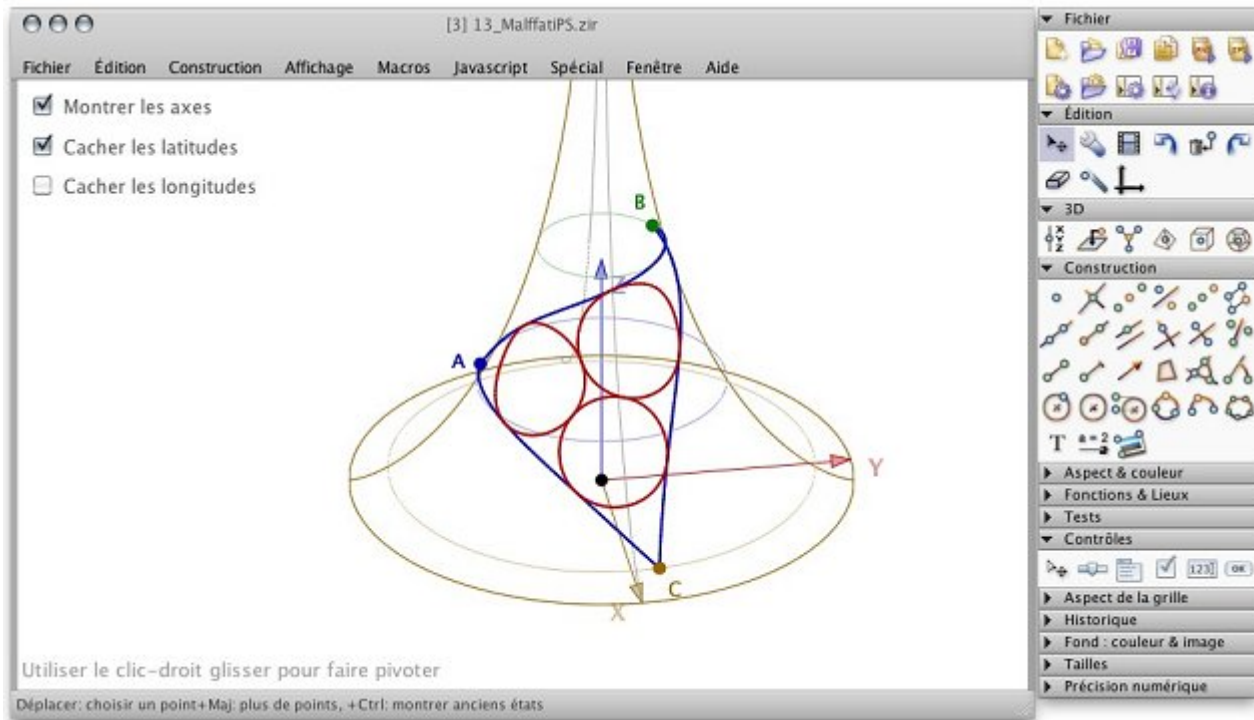 [3] 13_MalffatiPS.zir
Fichier Édition Construction Affichage Macros Javascript Spécial Fenêtre Aide
Montrer les axes
Cacher les latitudes
Cacher les longitudes
B
Z
A
Y
C
X
Utiliser le clic-droit glisser pour faire pivoter
Déplacer: choisir un point+Maj: plus de points, +Ctrl: montrer anciens états
Fichier
Édition
3D
Construction
T a=2
Aspect & couleur
Fonctions & Lieux
Tests
Contrôles
123 OK
Aspect de la grille
Historique
Fond : couleur & image
Tailles
Précision numérique